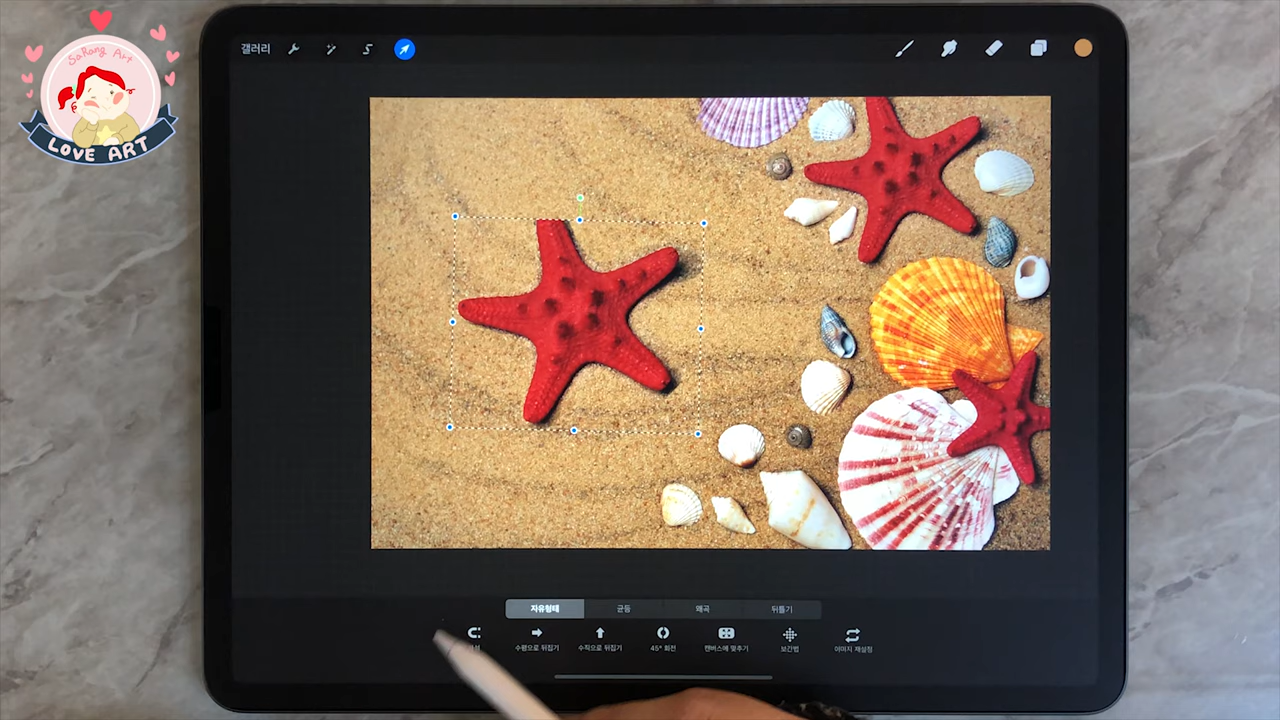 SaRang Art
LOVE ART
갤러리
자유형태
균등
왜곡
뒤틀기
수평으로 뒤집기
수직으로 뒤집기
45° 회전
캔버스에 맞추기
보간법
이미지 재설정